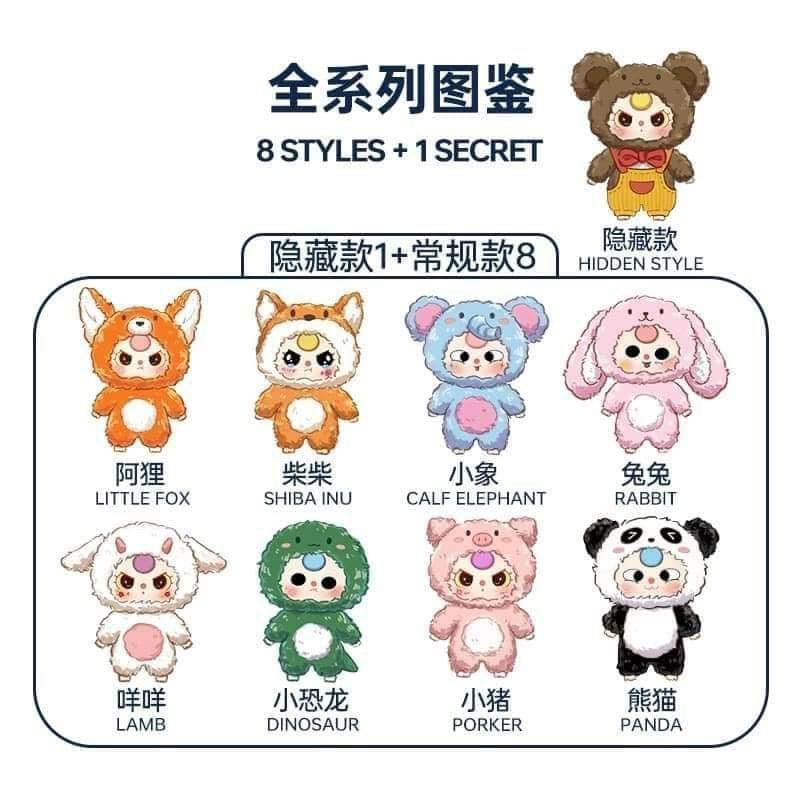 全系列图鉴
8 STYLES + 1 SECRET
隐藏款
HIDDEN STYLE
隐藏款1+常规款8
阿狸
LITTLE FOX
柴柴
SHIBA INU
小象
CALF ELEPHANT
兔兔
RABBIT
咩咩
LAMB
小恐龙
DINOSAUR
小猪
PORKER
熊猫
PANDA